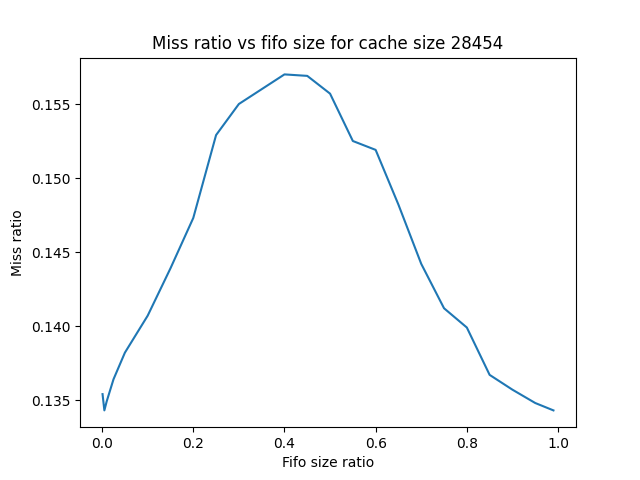 Miss ratio vs fifo size for cache size 28454
0.155
0.150
0.145
0.140
0.135
Miss ratio
0.0 0.2 0.4 0.6 0.8 1.0
Fifo size ratio